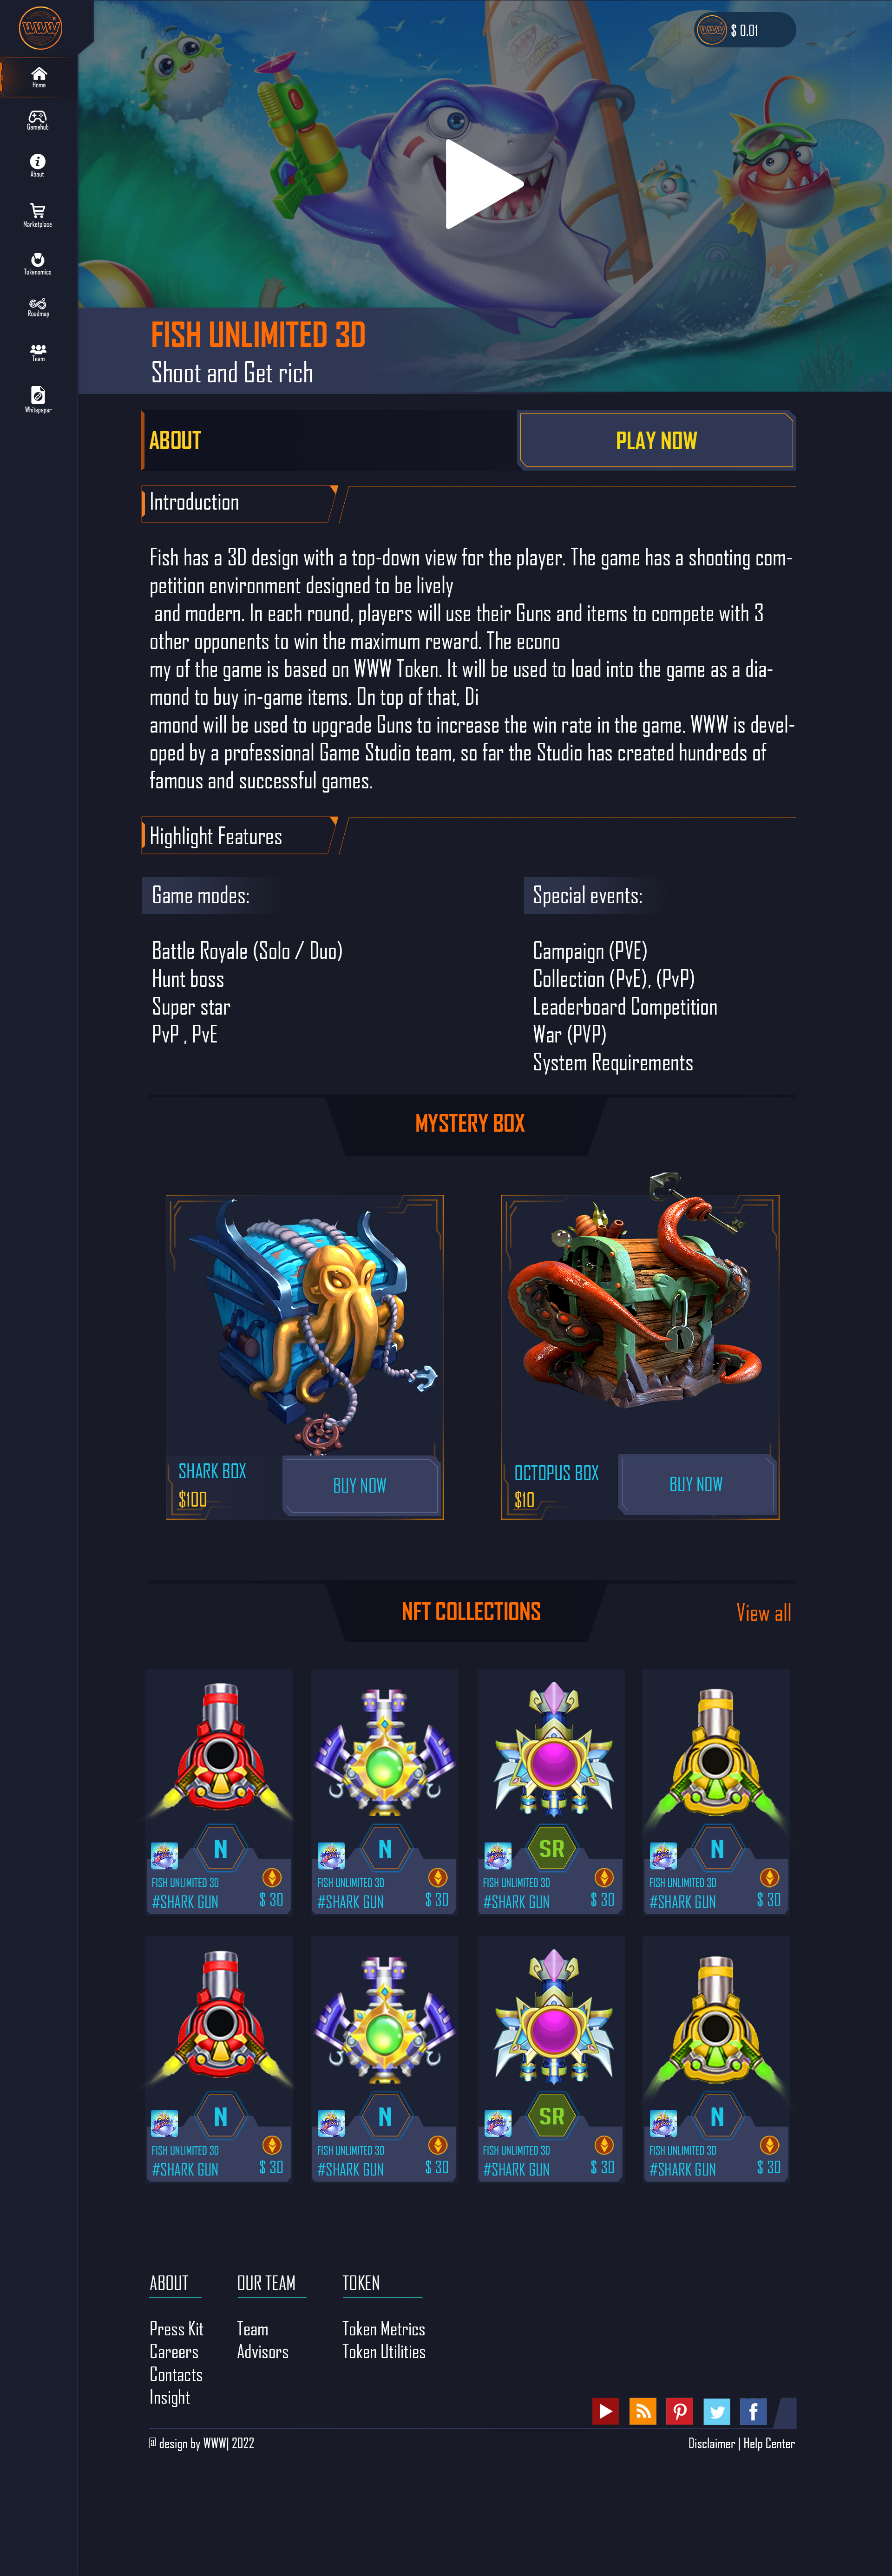 WWW
$ 0.01
Home
Gamehub
About
Marketplace
Tokenomics
Roadmap
Team
Whitepaper
FISH UNLIMITED 3D
Shoot and Get rich
ABOUT
PLAY NOW
Introduction
Fish has a 3D design with a top-down view for the player. The game has a shooting com-
petition environment designed to be lively
and modern. In each round, players will use their Guns and items to compete with 3
other opponents to win the maximum reward. The econo
my of the game is based on WWW Token. It will be used to load into the game as a dia-
mond to buy in-game items. On top of that, Di
amond will be used to upgrade Guns to increase the win rate in the game. WWW is devel-
oped by a professional Game Studio team, so far the Studio has created hundreds of
famous and successful games.
Highlight Features
Game modes:
Battle Royale (Solo / Duo)
Hunt boss
Super star
PvP , PvE
Special events:
Campaign (PVE)
Collection (PvE), (PvP)
Leaderboard Competition
War (PVP)
System Requirements
MYSTERY BOX
SHARK BOX
$100
BUY NOW
OCTOPUS BOX
$10
BUY NOW
NFT COLLECTIONS
View all
N
FISH UNLIMITED 3D
#SHARK GUN
$ 30
N
FISH UNLIMITED 3D
#SHARK GUN
$ 30
SR
FISH UNLIMITED 3D
#SHARK GUN
$ 30
N
FISH UNLIMITED 3D
#SHARK GUN
$ 30
N
FISH UNLIMITED 3D
#SHARK GUN
$ 30
N
FISH UNLIMITED 3D
#SHARK GUN
$ 30
SR
FISH UNLIMITED 3D
#SHARK GUN
$ 30
N
FISH UNLIMITED 3D
#SHARK GUN
$ 30
ABOUT
Press Kit
Careers
Contacts
Insight
OUR TEAM
Team
Advisors
TOKEN
Token Metrics
Token Utilities
@ design by WWW| 2022
Disclaimer | Help Center